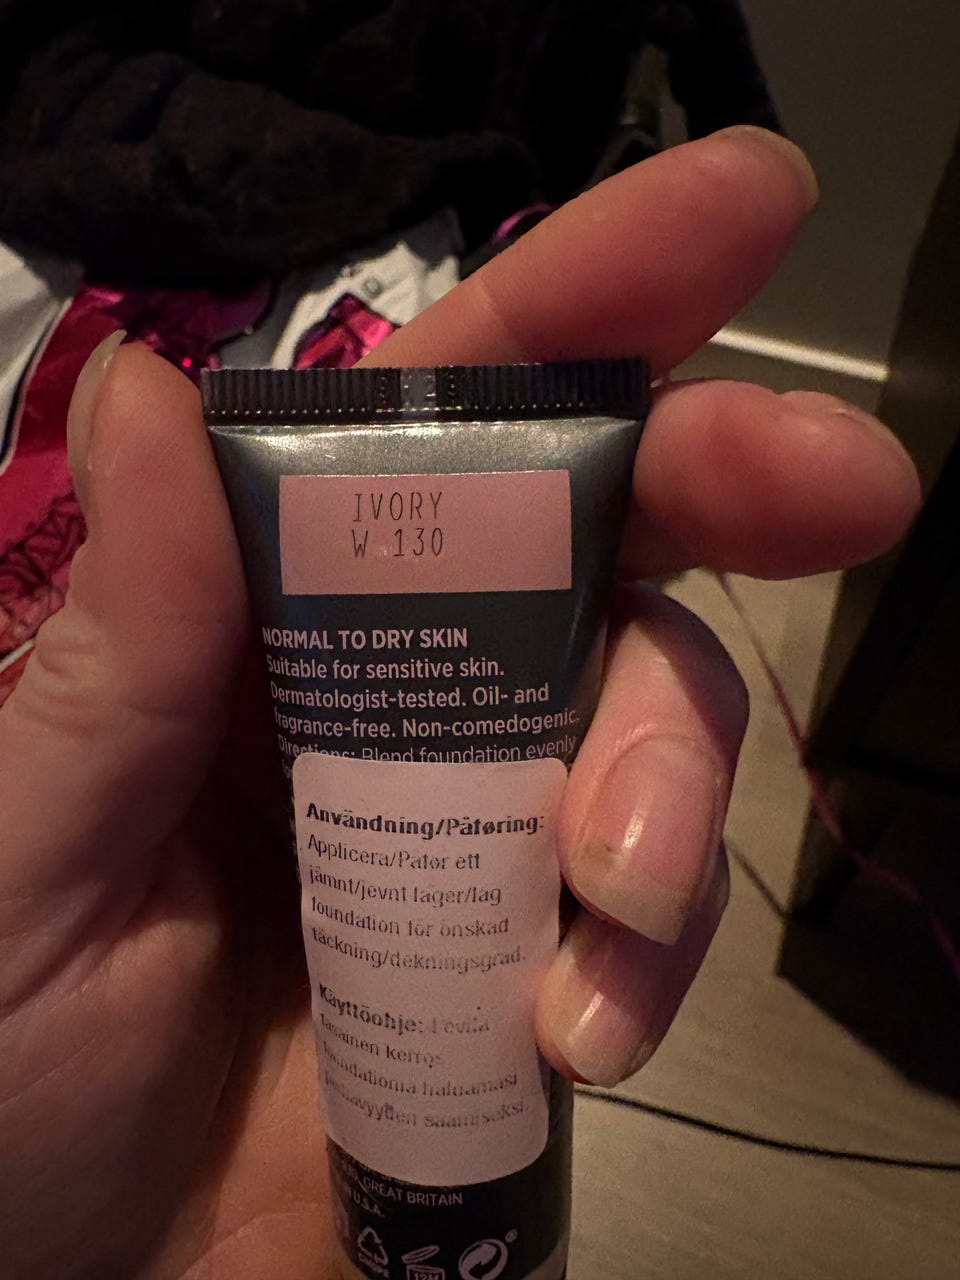 IVORY
W 130
NORMAL TO DRY SKIN
Suitable for sensitive skin.
Dermatologist-tested. Oil- and
fragrance-free. Non-comedogenic.
Directions: Blend foundation evenly
Användning/Påføring:
Applicera/Påfør ett
jämnt/jevnt lager/lag
foundation för önskad
täckning/dekningsgrad.
Käyttöohje: Levitä
tasainen kerros
foundationia haluamasi
peittävyyden saamiseksi.
GREAT BRITAIN
U.S.A.
12M